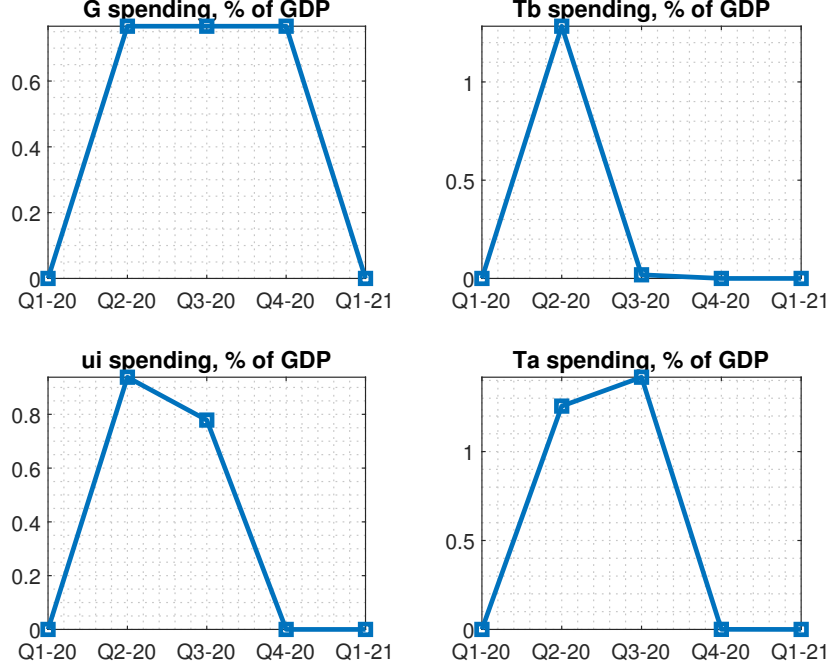 G spending, % of GDP
0.6
0.4
0.2
0
Q1-20 Q2-20 Q3-20 Q4-20 Q1-21
Tb spending, % of GDP
1
0.5
0
Q1-20 Q2-20 Q3-20 Q4-20 Q1-21
ui spending, % of GDP
0.8
0.6
0.4
0.2
0
Q1-20 Q2-20 Q3-20 Q4-20 Q1-21
Ta spending, % of GDP
1
0.5
0
Q1-20 Q2-20 Q3-20 Q4-20 Q1-21